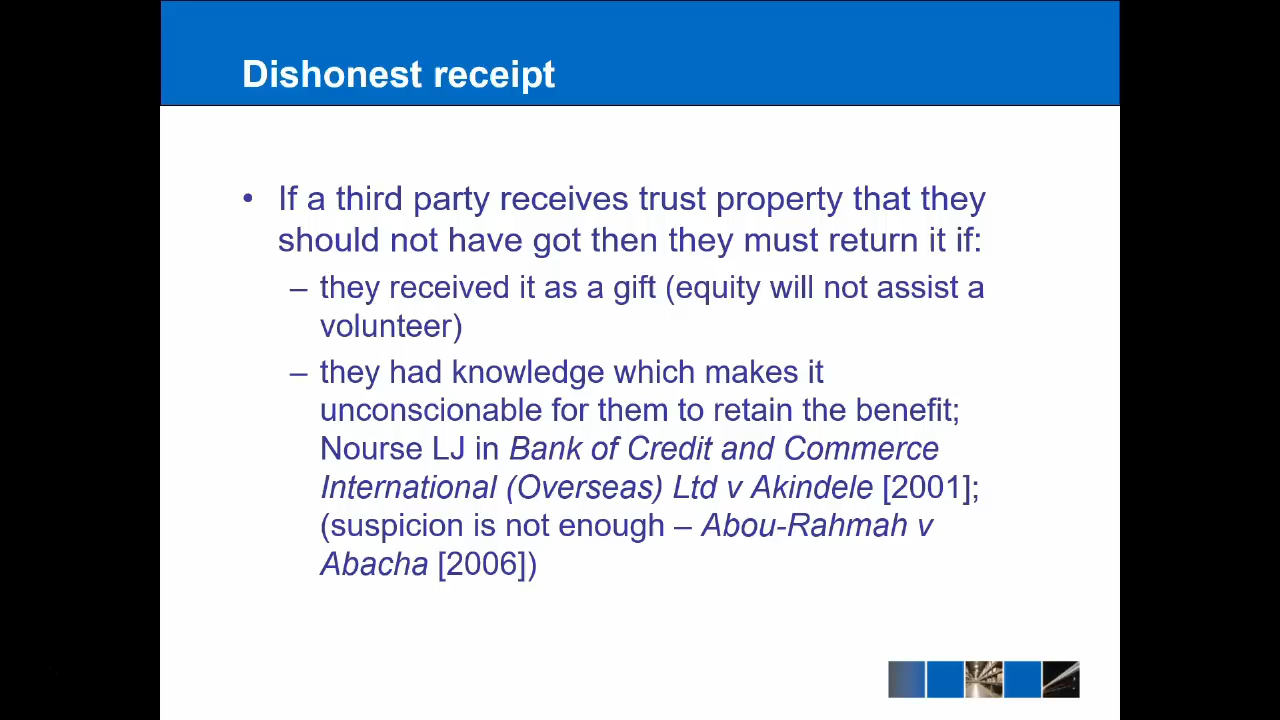 Dishonest receipt
• If a third party receives trust property that they
should not have got then they must return it if:
– they received it as a gift (equity will not assist a
volunteer)
– they had knowledge which makes it
unconscionable for them to retain the benefit;
Nourse LJ in Bank of Credit and Commerce
International (Overseas) Ltd v Akindele [2001];
(suspicion is not enough – Abou-Rahmah v
Abacha [2006])